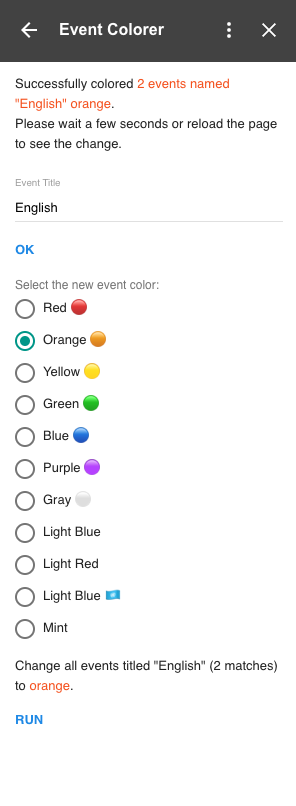 Event Colorer
Successfully colored 2 events named
"English" orange.
Please wait a few seconds or reload the page
to see the change.
Event Title
English
OK
Select the new event color:
Red
Orange
Yellow
Green
Blue
Purple
Gray
Light Blue
Light Red
Light Blue
Mint
Change all events titled "English" (2 matches)
to orange.
RUN